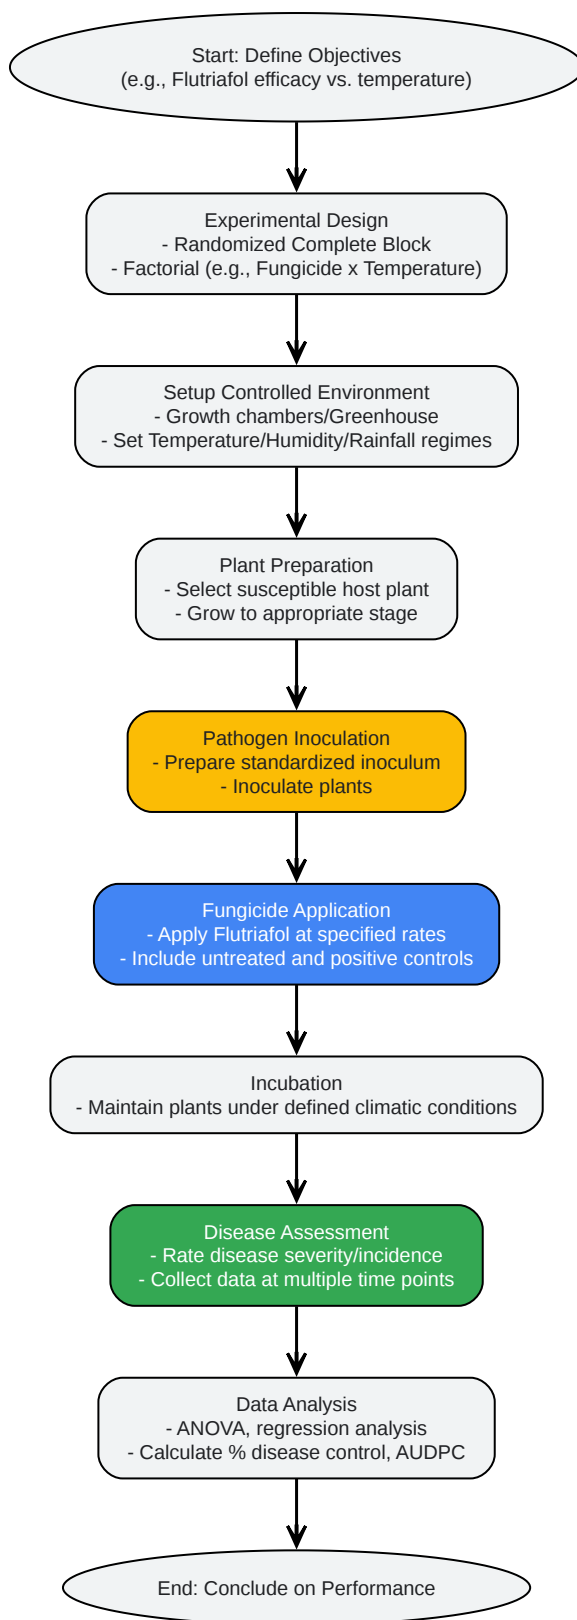 Start: Define Objectives
(e.g., Flutriafol efficacy vs. temperature)
Experimental Design
- Randomized Complete Block
- Factorial (e.g., Fungicide x Temperature)
Setup Controlled Environment
- Growth chambers/Greenhouse
- Set Temperature/Humidity/Rainfall regimes
Plant Preparation
- Select susceptible host plant
- Grow to appropriate stage
Pathogen Inoculation
- Prepare standardized inoculum
- Inoculate plants
Fungicide Application
- Apply Flutriafol at specified rates
- Include untreated and positive controls
Incubation
- Maintain plants under defined climatic conditions
Disease Assessment
- Rate disease severity/incidence
- Collect data at multiple time points
Data Analysis
- ANOVA, regression analysis
- Calculate % disease control, AUDPC
End: Conclude on Performance